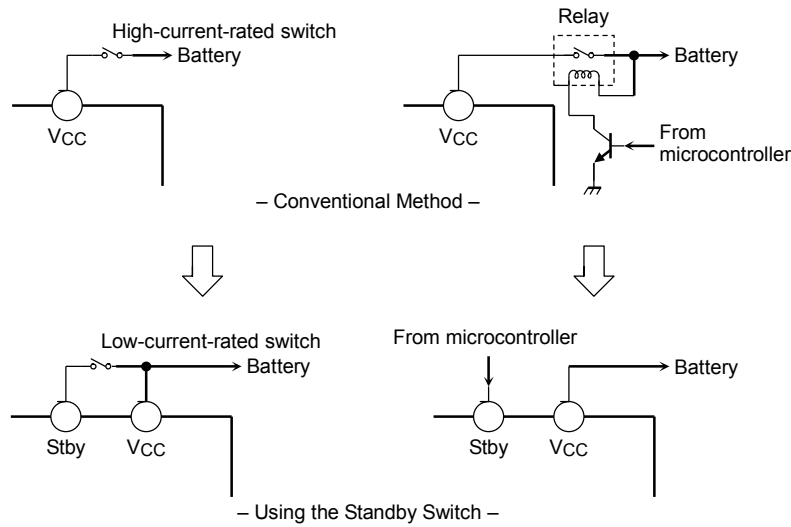 High-current-rated switch
Battery
VCC
Relay
Battery
VCC
From
microcontroller
– Conventional Method –
Low-current-rated switch
Battery
Stby
VCC
From microcontroller
Battery
Stby
VCC
– Using the Standby Switch –